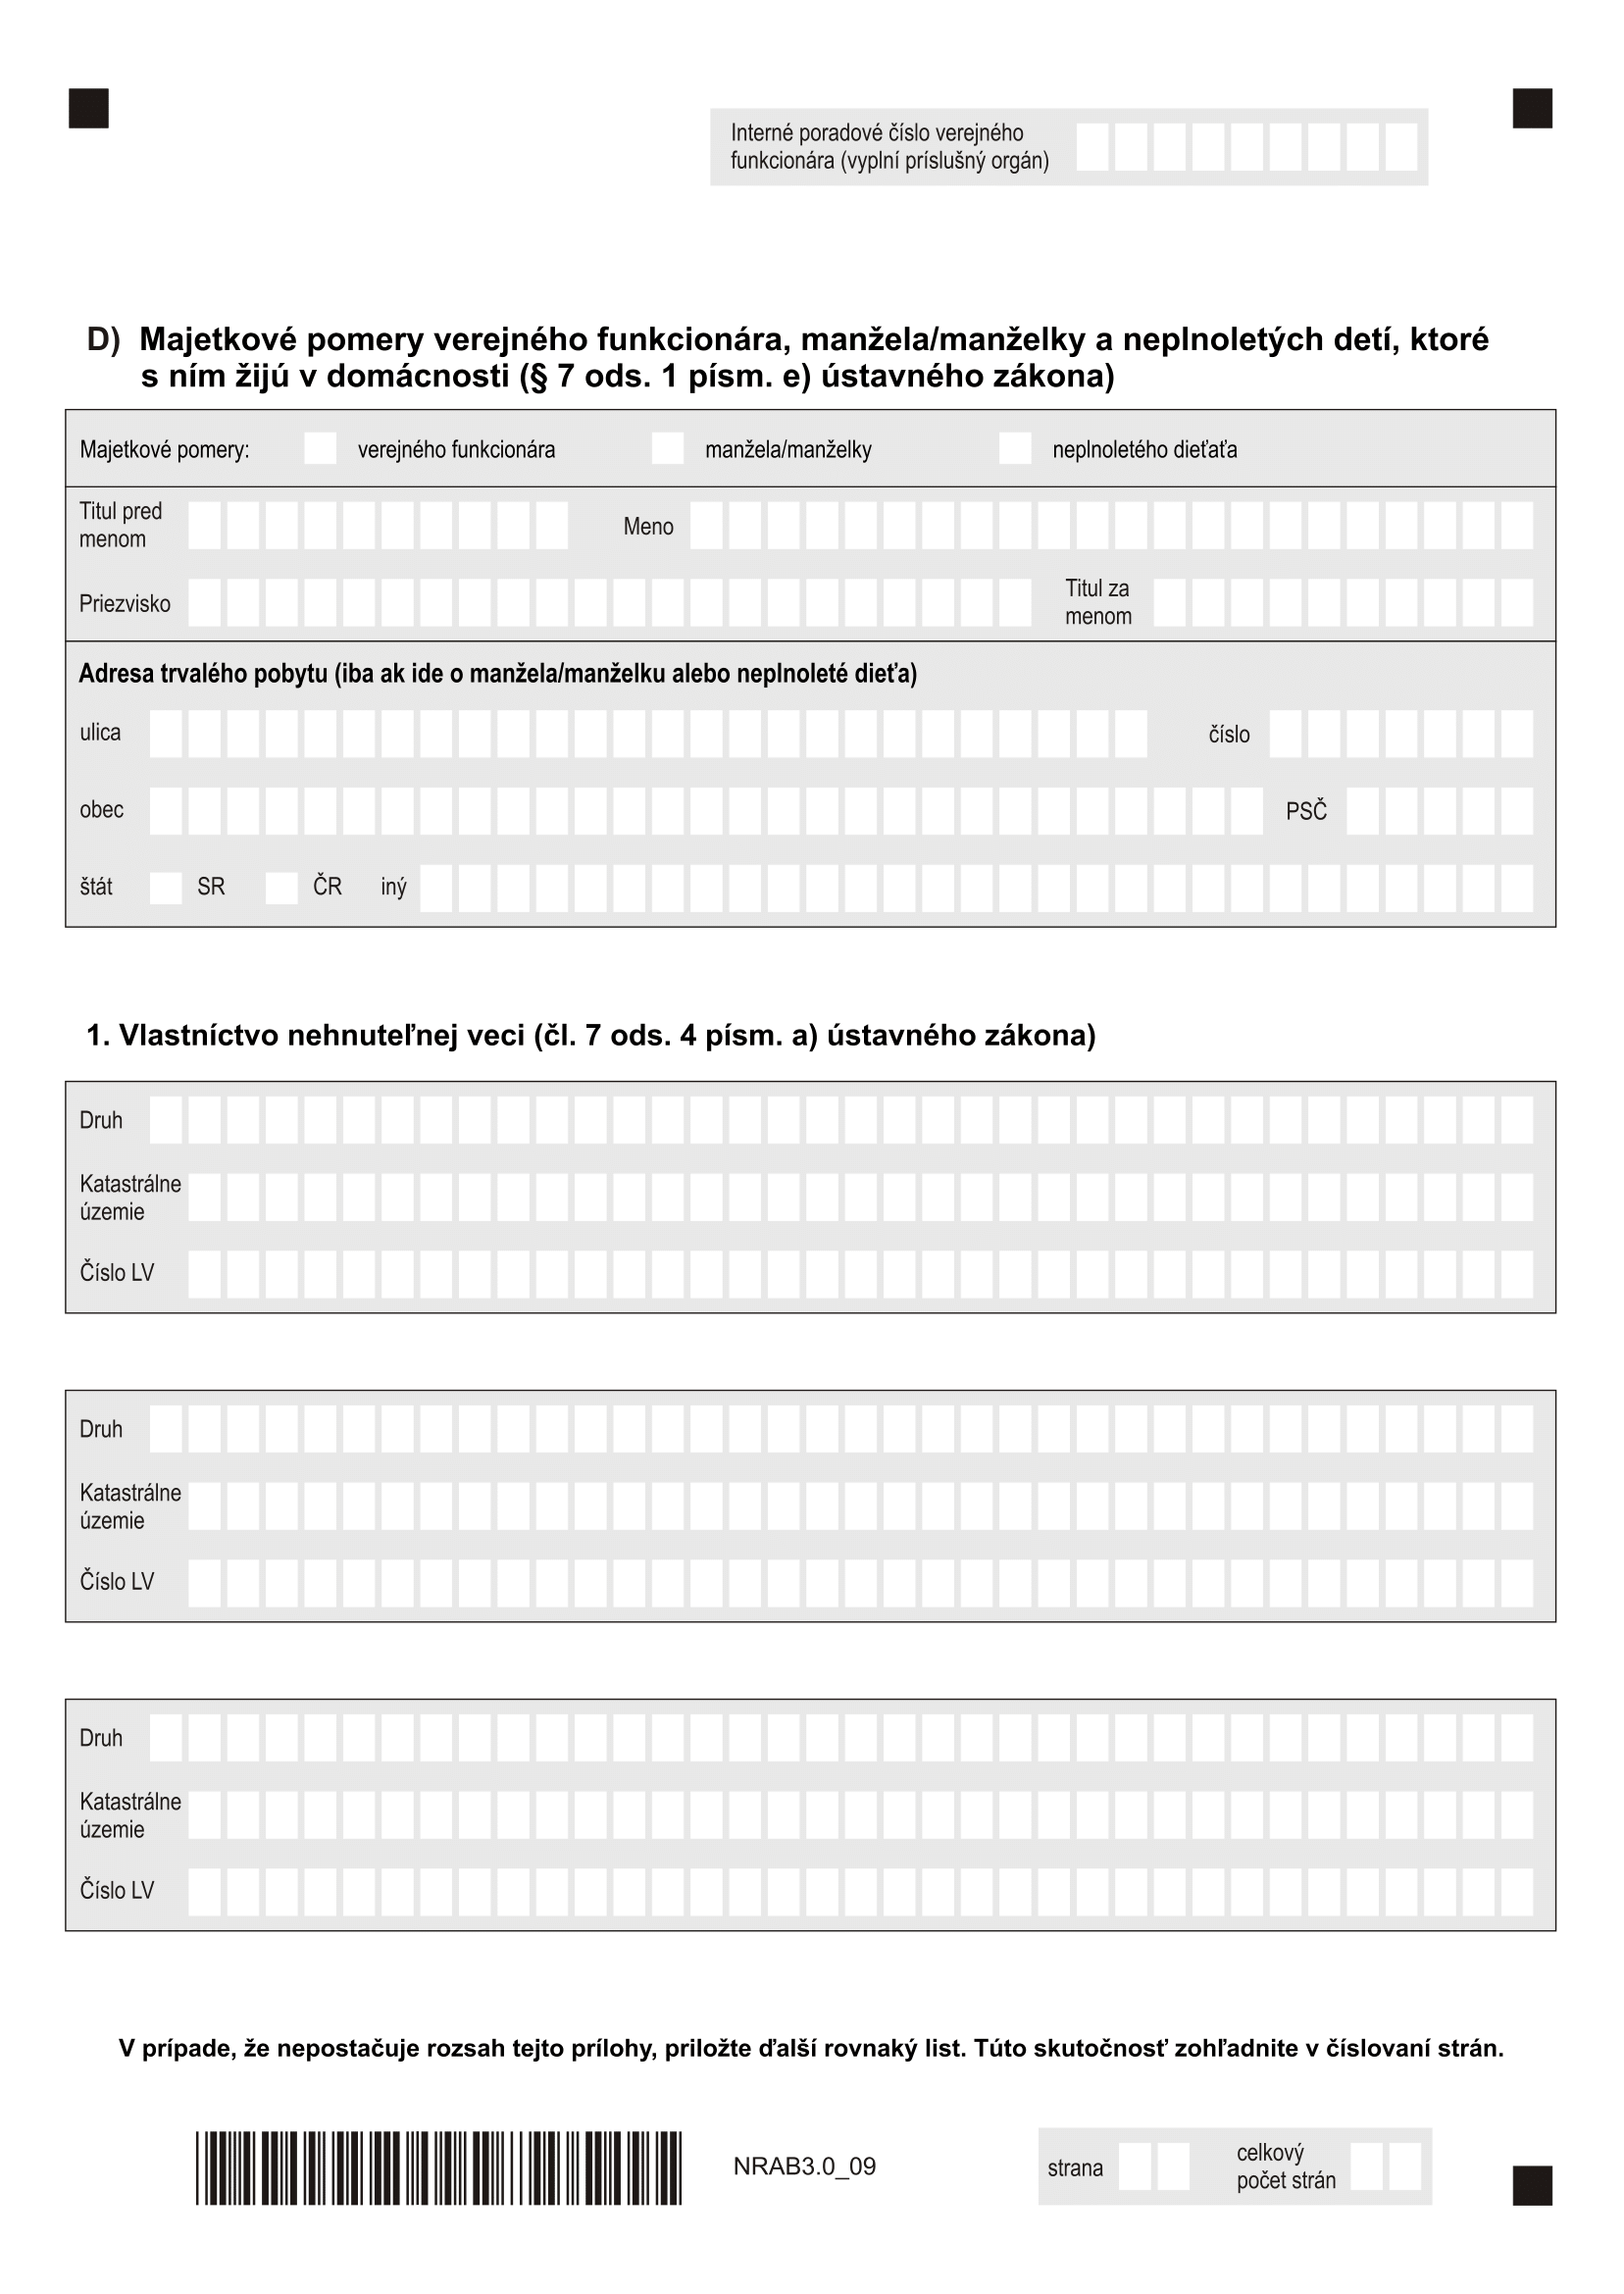 Interné poradové číslo verejného
funkcionára (vyplní príslušný orgán)
D) Majetkové pomery verejného funkcionára, manžela/manželky a neplnoletých detí, ktoré
s ním žijú v domácnosti (§ 7 ods. 1 písm. e) ústavného zákona)
Majetkové pomery: verejného funkcionára manžela/manželky neplnoletého dieťaťa
Titul pred
menom
Meno
Priezvisko
Titul za
menom
Adresa trvalého pobytu (iba ak ide o manžela/manželku alebo neplnoleté dieťa)
ulica číslo
obec PSČ
štát SR ČR iný
1. Vlastníctvo nehnuteľnej veci (čl. 7 ods. 4 písm. a) ústavného zákona)
Druh
Katastrálne
územie
Číslo LV
Druh
Katastrálne
územie
Číslo LV
Druh
Katastrálne
územie
Číslo LV
V prípade, že nepostačuje rozsah tejto prílohy, priložte ďalší rovnaký list. Túto skutočnosť zohľadnite v číslovaní strán.
NRAB3.0_09
strana
celkový
počet strán